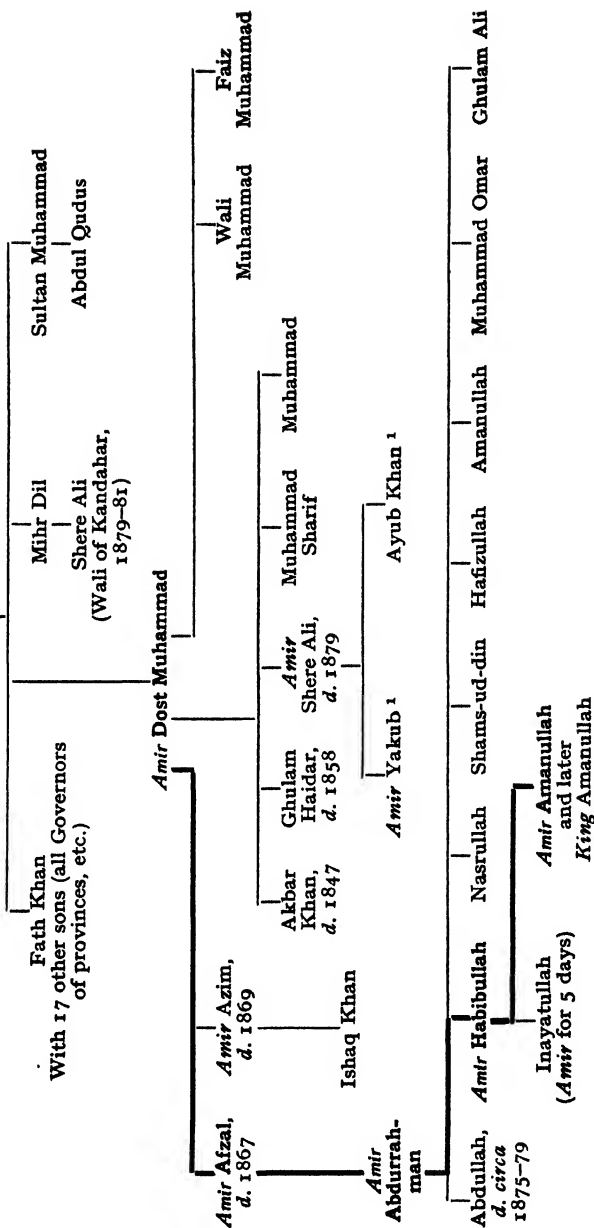 Fath Khan
With 17 other sons (all Governors
of provinces, etc.)
Mihr Dil
Shere Ali
(Wali of Kandahar,
1879–81)
Sultan Muhammad
Abdul Qudus
Amir Dost Muhammad
Amir Afzal,
d. 1867
Amir Azim,
d. 1869
Akbar
Khan,
d. 1847
Ghulam
Haidar,
d. 1858
Amir
Shere Ali,
d. 1879
Muhammad
Sharif
Muhammad
Wali
Muhammad
Faiz
Muhammad
Ishaq Khan
Amir Yakub ¹
Ayub Khan ¹
Amir
Abdurrah-
man
Abdullah,
d. circa
1875–79
Amir Habibullah
Nasrullah
Shams-ud-din
Hafizullah
Amanullah
Muhammad Omar
Ghulam Ali
Inayatullah
(Amir for 5 days)
Amir Amanullah
and later
King Amanullah